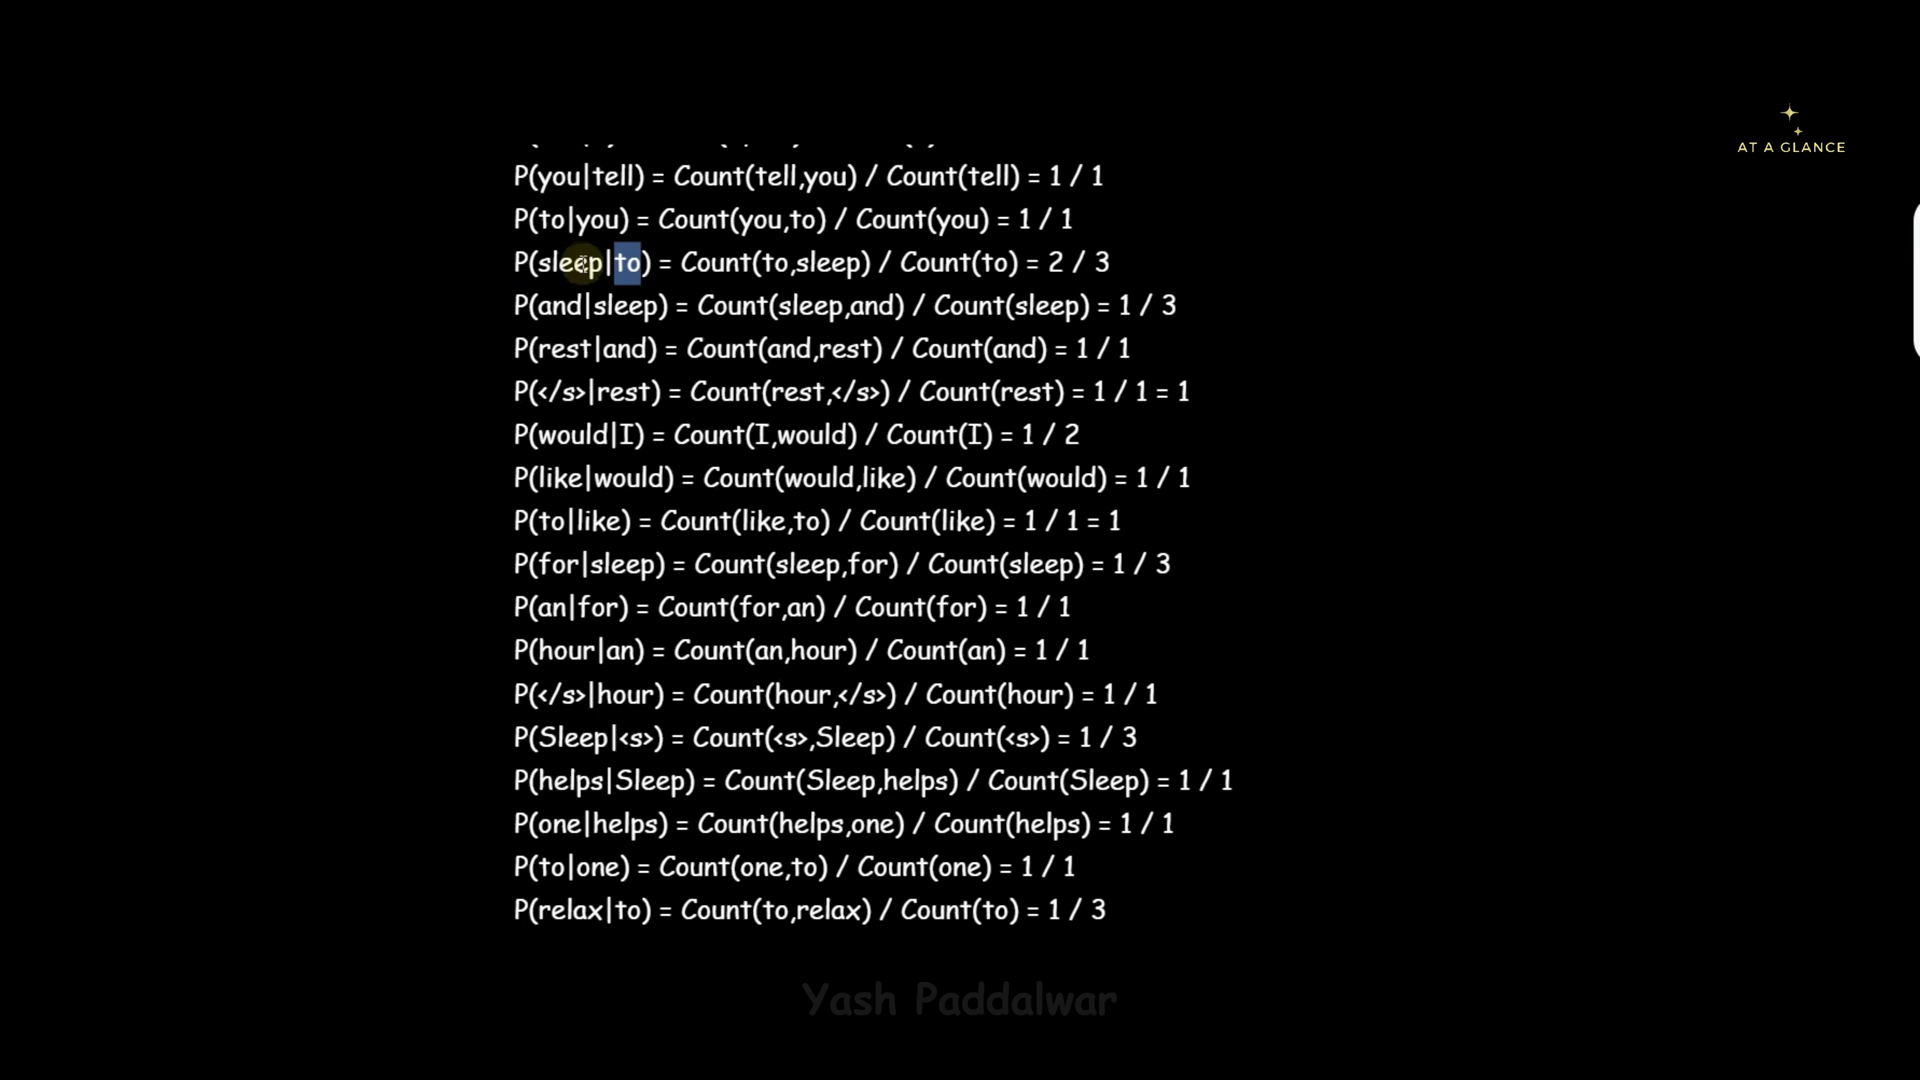 AT A GLANCE
P(you|tell) = Count(tell,you) / Count(tell) = 1 / 1
P(to|you) = Count(you,to) / Count(you) = 1 / 1
P(sleep|to) = Count(to,sleep) / Count(to) = 2 / 3
P(and|sleep) = Count(sleep,and) / Count(sleep) = 1 / 3
P(rest|and) = Count(and,rest) / Count(and) = 1 / 1
P(</s>|rest) = Count(rest,</s>) / Count(rest) = 1 / 1 = 1
P(would|I) = Count(I,would) / Count(I) = 1 / 2
P(like|would) = Count(would,like) / Count(would) = 1 / 1
P(to|like) = Count(like,to) / Count(like) = 1 / 1 = 1
P(for|sleep) = Count(sleep,for) / Count(sleep) = 1 / 3
P(an|for) = Count(for,an) / Count(for) = 1 / 1
P(hour|an) = Count(an,hour) / Count(an) = 1 / 1
P(</s>|hour) = Count(hour,</s>) / Count(hour) = 1 / 1
P(Sleep|<s>) = Count(<s>,Sleep) / Count(<s>) = 1 / 3
P(helps|Sleep) = Count(Sleep,helps) / Count(Sleep) = 1 / 1
P(one|helps) = Count(helps,one) / Count(helps) = 1 / 1
P(to|one) = Count(one,to) / Count(one) = 1 / 1
P(relax|to) = Count(to,relax) / Count(to) = 1 / 3
Yash Paddalwar